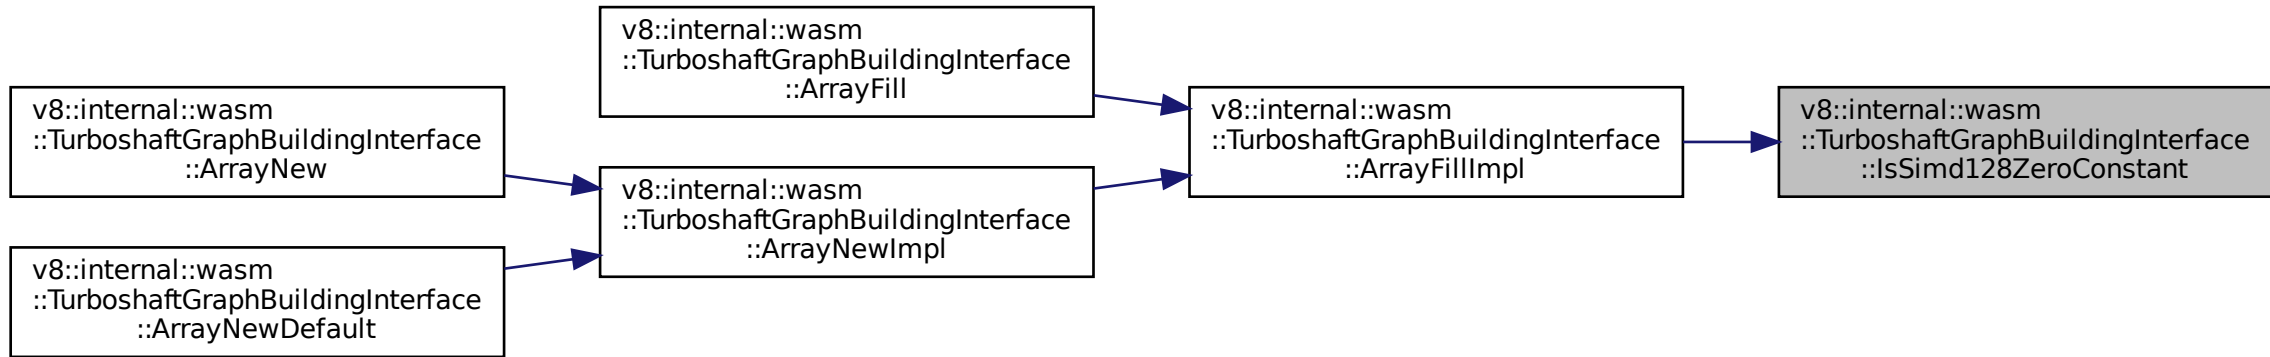 v8::internal::wasm
::TurboshaftGraphBuildingInterface
::ArrayNew
v8::internal::wasm
::TurboshaftGraphBuildingInterface
::ArrayNewDefault
v8::internal::wasm
::TurboshaftGraphBuildingInterface
::ArrayFill
v8::internal::wasm
::TurboshaftGraphBuildingInterface
::ArrayNewImpl
v8::internal::wasm
::TurboshaftGraphBuildingInterface
::ArrayFillImpl
v8::internal::wasm
::TurboshaftGraphBuildingInterface
::IsSimd128ZeroConstant